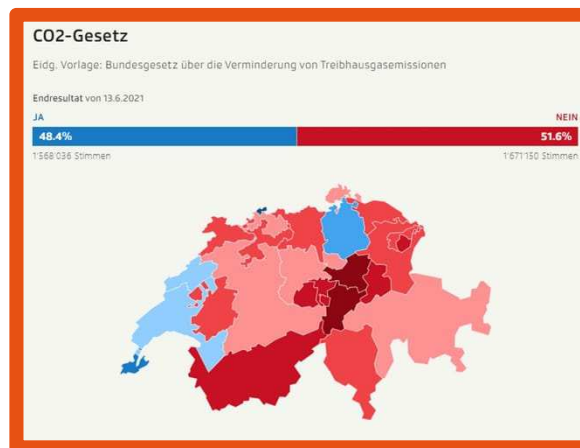 CO2-Gesetz
Eidg. Vorlage: Bundesgesetz über die Verminderung von Treibhausgasemissionen
Endresultat von 13.6.2021
JA NEIN
48.4% 51.6%
1'568'036 Stimmen 1'671'150 Stimmen